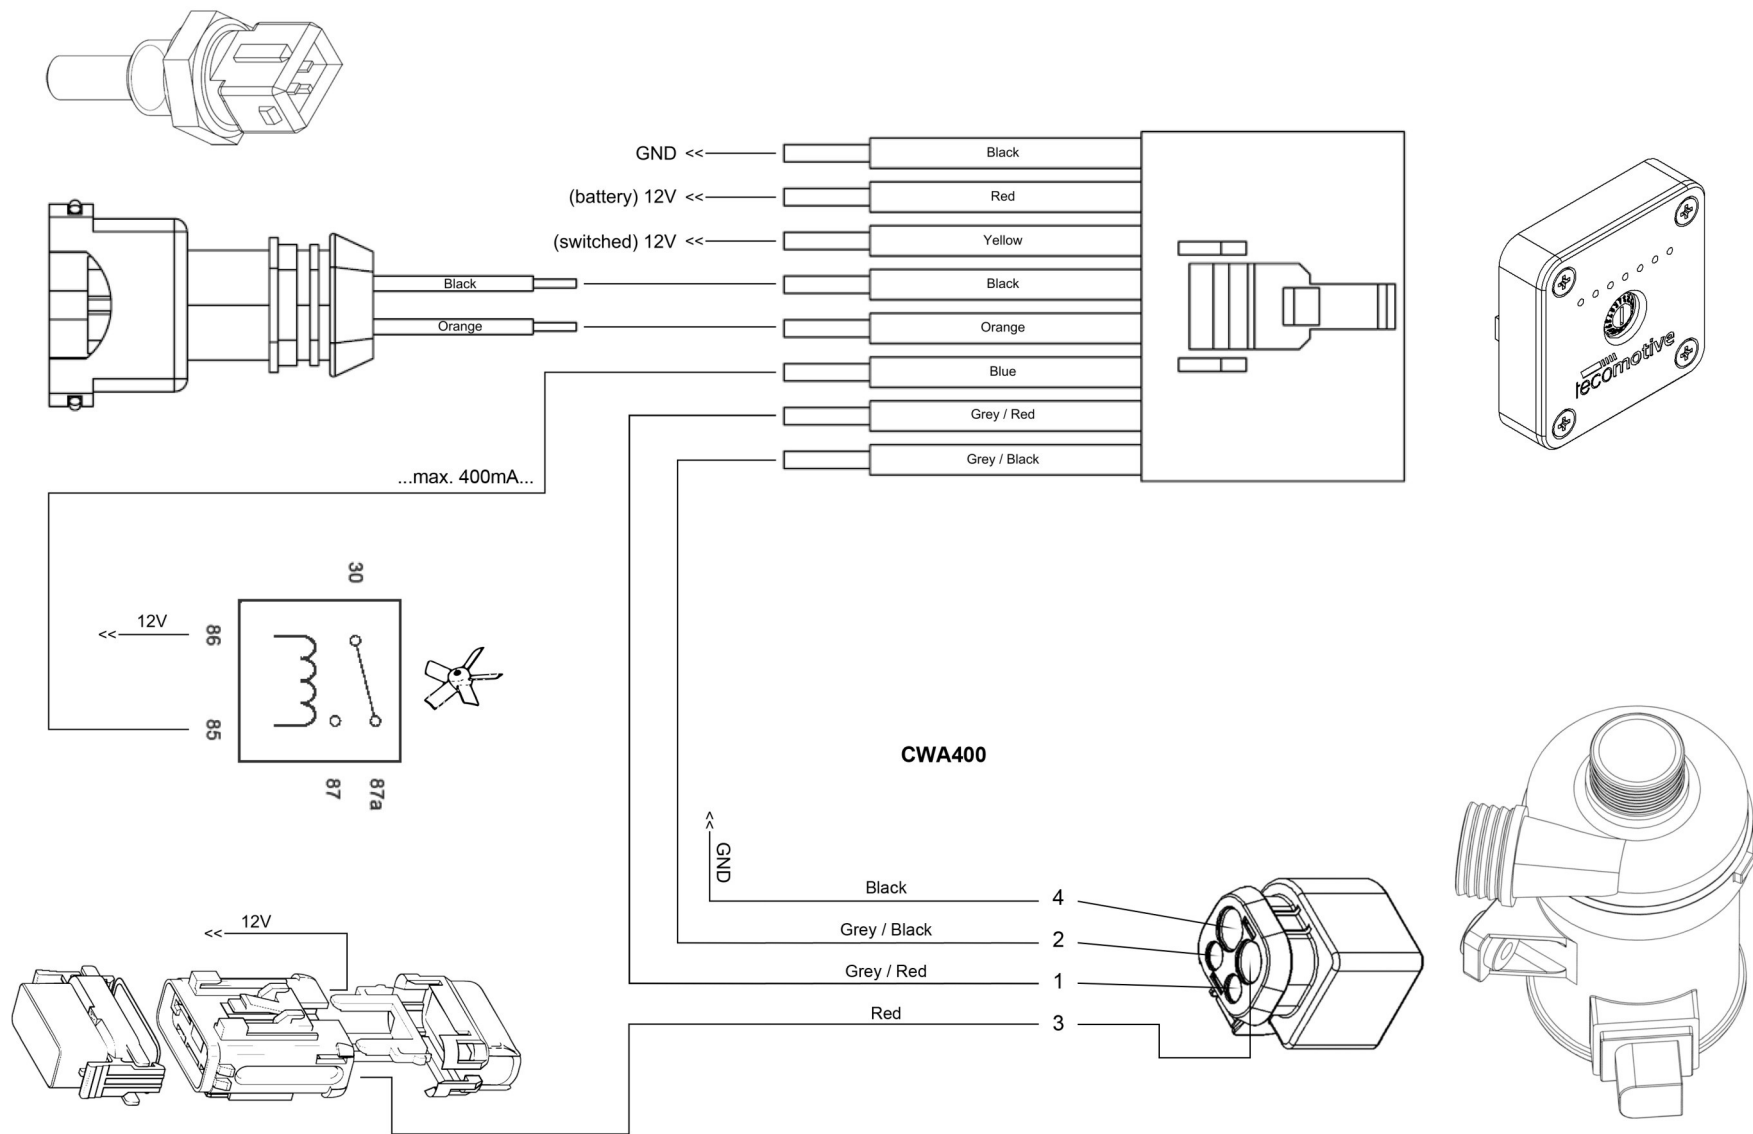 GND <<
Black
(battery) 12V <<
Red
(switched) 12V <<
Yellow
Black
Black
Orange
Orange
Blue
Grey / Red
Grey / Black
...max. 400mA...
tecomotive
30
<< 12V
86
85
87
87a
CWA400
<<
GND
Black
4
Grey / Black
2
Grey / Red
1
Red
3
12V
<<